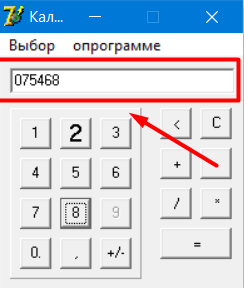 Кал...
Выбор опрограмме
075468
1 2 3 < C
4 5 6 + -
7 8 9 / *
0. , +/- =